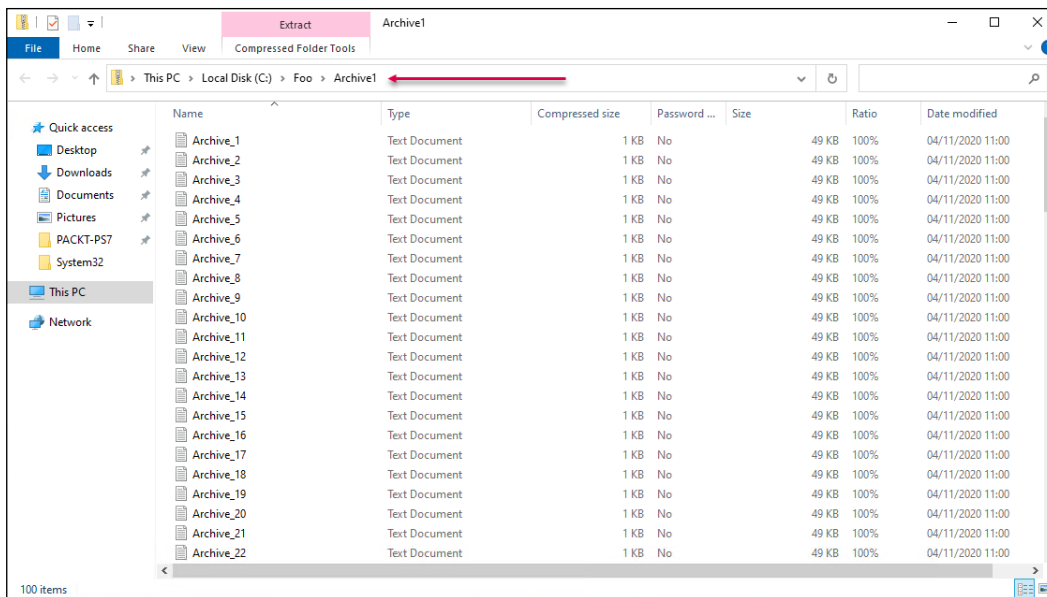 Extract Archive1
File Home Share View Compressed Folder Tools
This PC > Local Disk (C:) > Foo > Archive1
Name Type Compressed size Password ... Size Ratio Date modified
Quick access
Desktop
Downloads
Documents
Pictures
PACKT-PS7
System32
This PC
Network
Archive_1 Text Document 1 KB No 49 KB 100% 04/11/2020 11:00
Archive_2 Text Document 1 KB No 49 KB 100% 04/11/2020 11:00
Archive_3 Text Document 1 KB No 49 KB 100% 04/11/2020 11:00
Archive_4 Text Document 1 KB No 49 KB 100% 04/11/2020 11:00
Archive_5 Text Document 1 KB No 49 KB 100% 04/11/2020 11:00
Archive_6 Text Document 1 KB No 49 KB 100% 04/11/2020 11:00
Archive_7 Text Document 1 KB No 49 KB 100% 04/11/2020 11:00
Archive_8 Text Document 1 KB No 49 KB 100% 04/11/2020 11:00
Archive_9 Text Document 1 KB No 49 KB 100% 04/11/2020 11:00
Archive_10 Text Document 1 KB No 49 KB 100% 04/11/2020 11:00
Archive_11 Text Document 1 KB No 49 KB 100% 04/11/2020 11:00
Archive_12 Text Document 1 KB No 49 KB 100% 04/11/2020 11:00
Archive_13 Text Document 1 KB No 49 KB 100% 04/11/2020 11:00
Archive_14 Text Document 1 KB No 49 KB 100% 04/11/2020 11:00
Archive_15 Text Document 1 KB No 49 KB 100% 04/11/2020 11:00
Archive_16 Text Document 1 KB No 49 KB 100% 04/11/2020 11:00
Archive_17 Text Document 1 KB No 49 KB 100% 04/11/2020 11:00
Archive_18 Text Document 1 KB No 49 KB 100% 04/11/2020 11:00
Archive_19 Text Document 1 KB No 49 KB 100% 04/11/2020 11:00
Archive_20 Text Document 1 KB No 49 KB 100% 04/11/2020 11:00
Archive_21 Text Document 1 KB No 49 KB 100% 04/11/2020 11:00
Archive_22 Text Document 1 KB No 49 KB 100% 04/11/2020 11:00
100 items